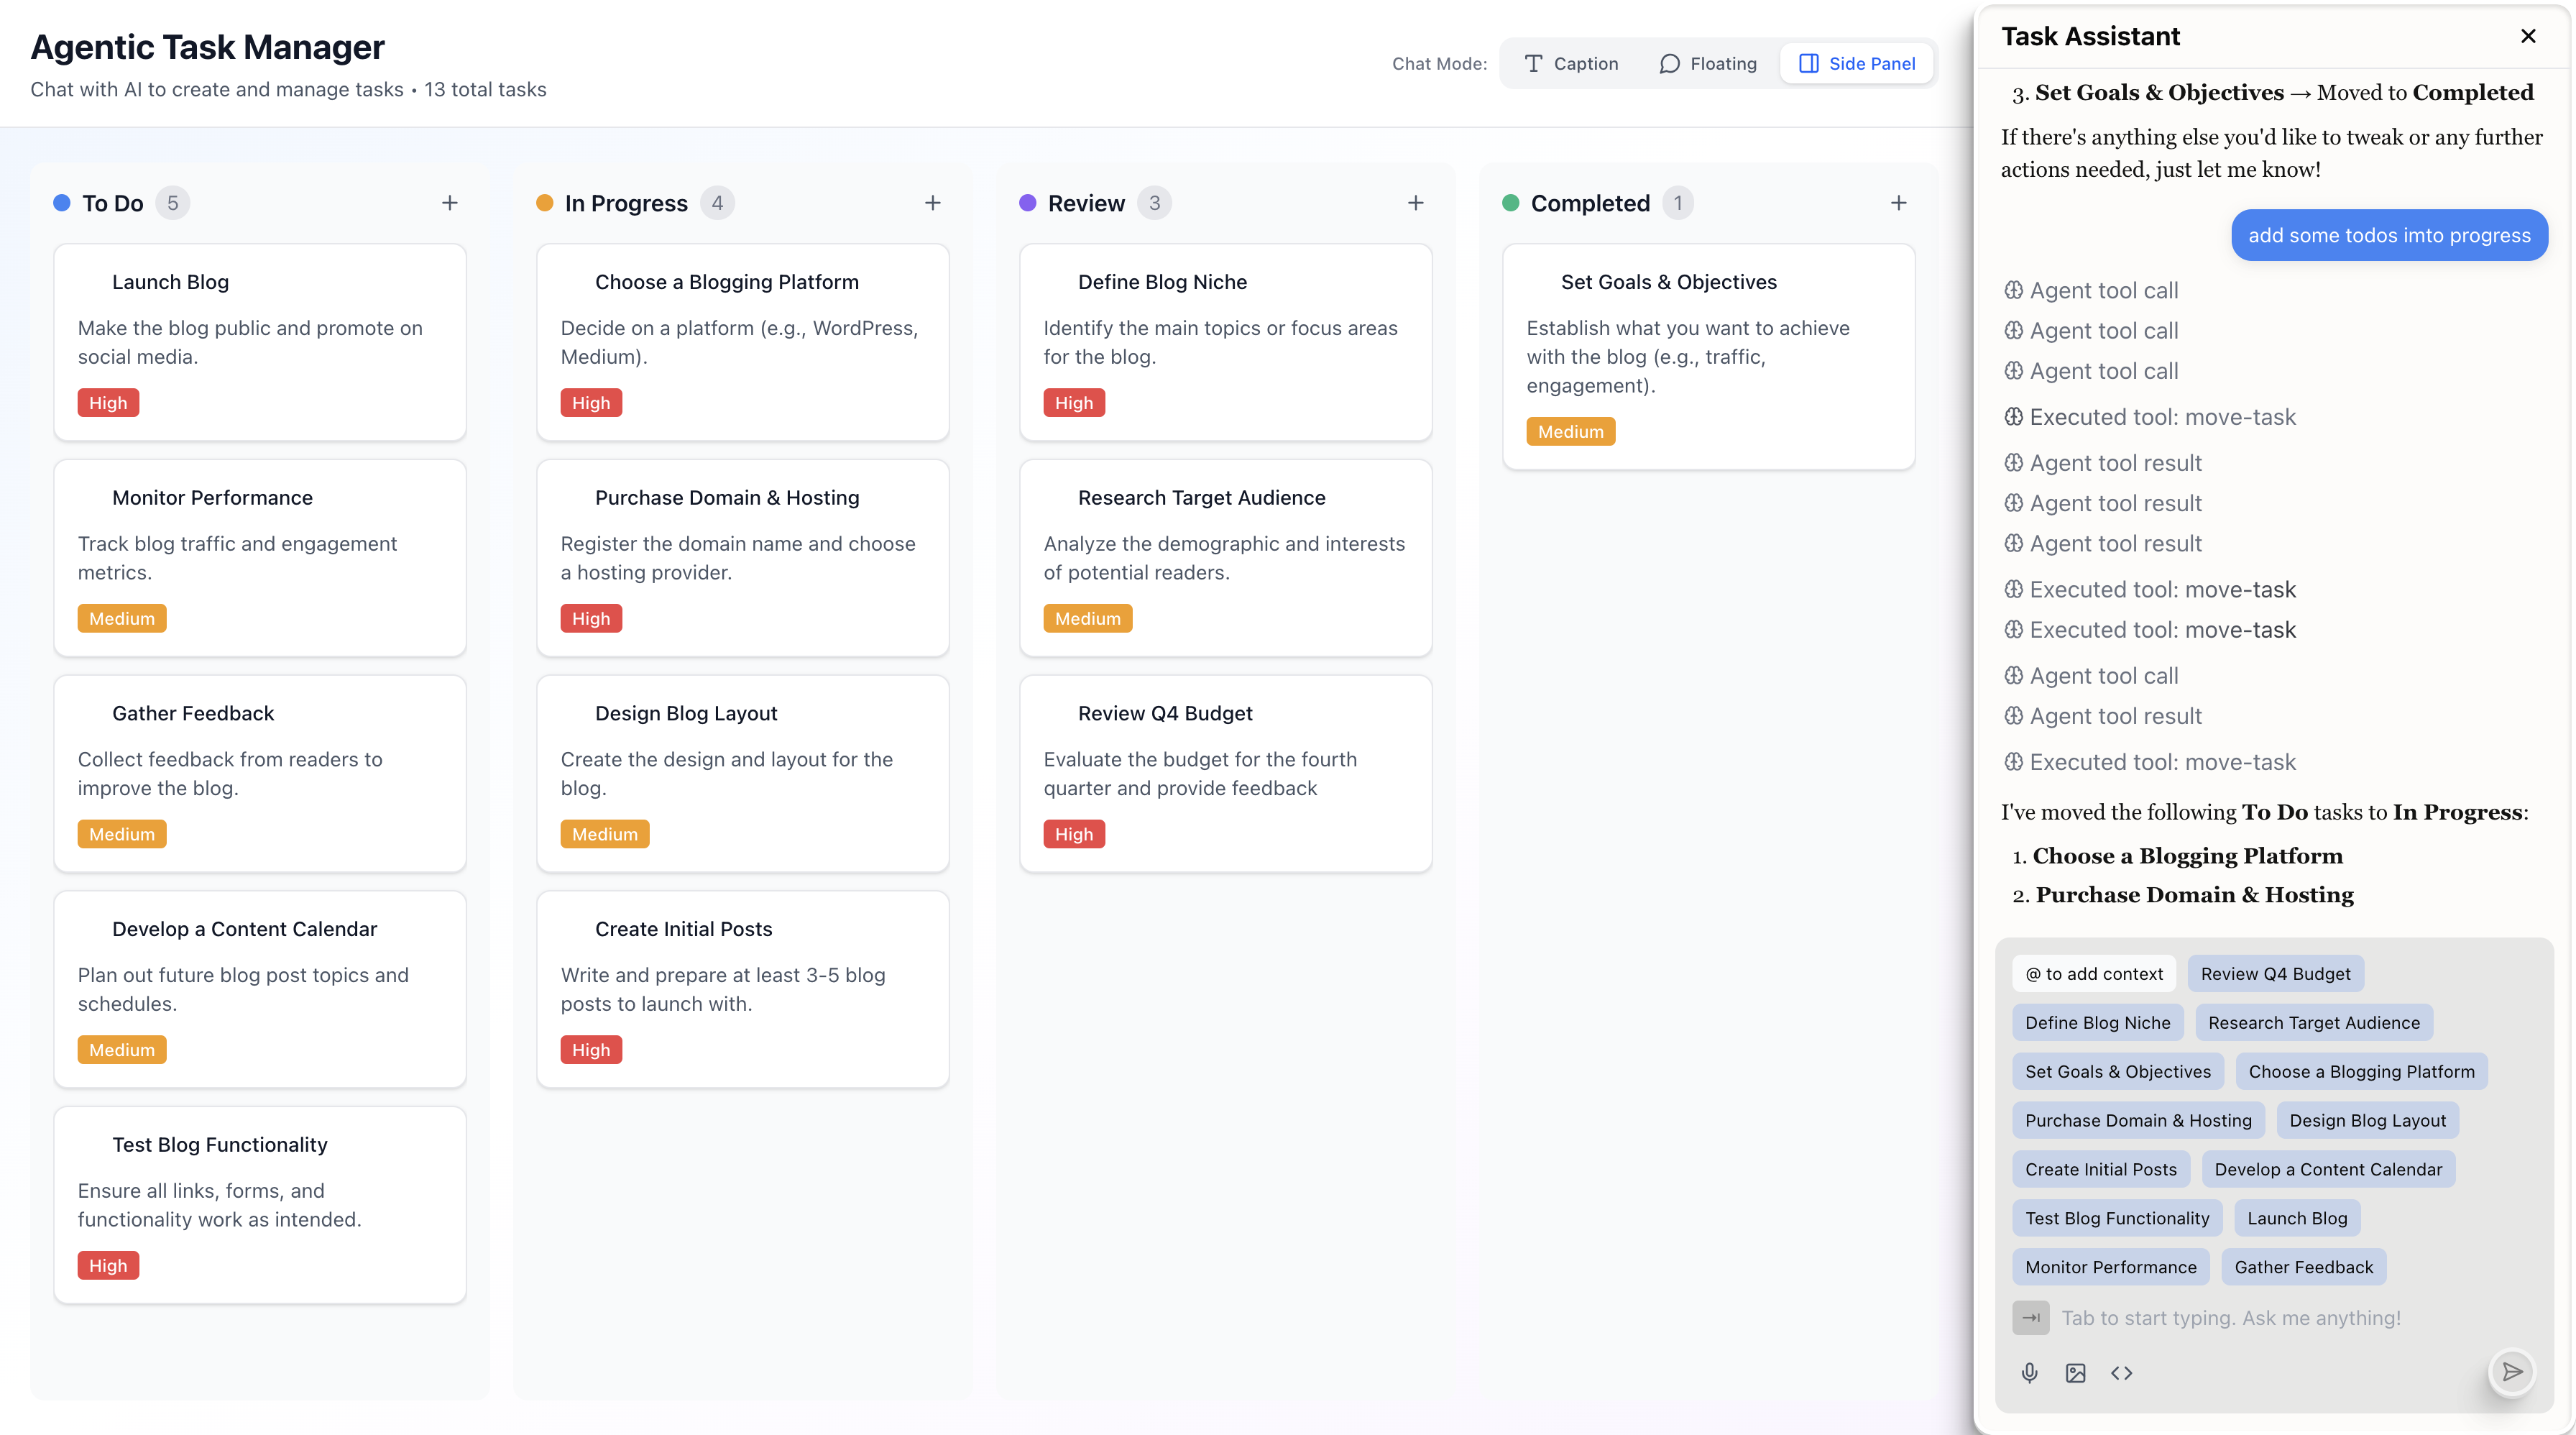 Agentic Task Manager
Chat with AI to create and manage tasks • 13 total tasks
Chat Mode:
Caption
Floating
Side Panel
To Do 5
Launch Blog
Make the blog public and promote on
social media.
High
Monitor Performance
Track blog traffic and engagement
metrics.
Medium
Gather Feedback
Collect feedback from readers to
improve the blog.
Medium
Develop a Content Calendar
Plan out future blog post topics and
schedules.
Medium
Test Blog Functionality
Ensure all links, forms, and
functionality work as intended.
High
In Progress 4
Choose a Blogging Platform
Decide on a platform (e.g., WordPress,
Medium).
High
Purchase Domain & Hosting
Register the domain name and choose
a hosting provider.
High
Design Blog Layout
Create the design and layout for the
blog.
Medium
Create Initial Posts
Write and prepare at least 3-5 blog
posts to launch with.
High
Review 3
Define Blog Niche
Identify the main topics or focus areas
for the blog.
High
Research Target Audience
Analyze the demographic and interests
of potential readers.
Medium
Review Q4 Budget
Evaluate the budget for the fourth
quarter and provide feedback
High
Completed 1
Set Goals & Objectives
Establish what you want to achieve
with the blog (e.g., traffic,
engagement).
Medium
Task Assistant
3. Set Goals & Objectives → Moved to Completed
If there's anything else you'd like to tweak or any further
actions needed, just let me know!
add some todos imto progress
Agent tool call
Agent tool call
Agent tool call
Executed tool: move-task
Agent tool result
Agent tool result
Agent tool result
Executed tool: move-task
Executed tool: move-task
Agent tool call
Agent tool result
Executed tool: move-task
I've moved the following To Do tasks to In Progress:
1. Choose a Blogging Platform
2. Purchase Domain & Hosting
@ to add context
Review Q4 Budget
Define Blog Niche
Research Target Audience
Set Goals & Objectives
Choose a Blogging Platform
Purchase Domain & Hosting
Design Blog Layout
Create Initial Posts
Develop a Content Calendar
Test Blog Functionality
Launch Blog
Monitor Performance
Gather Feedback
Tab to start typing. Ask me anything!